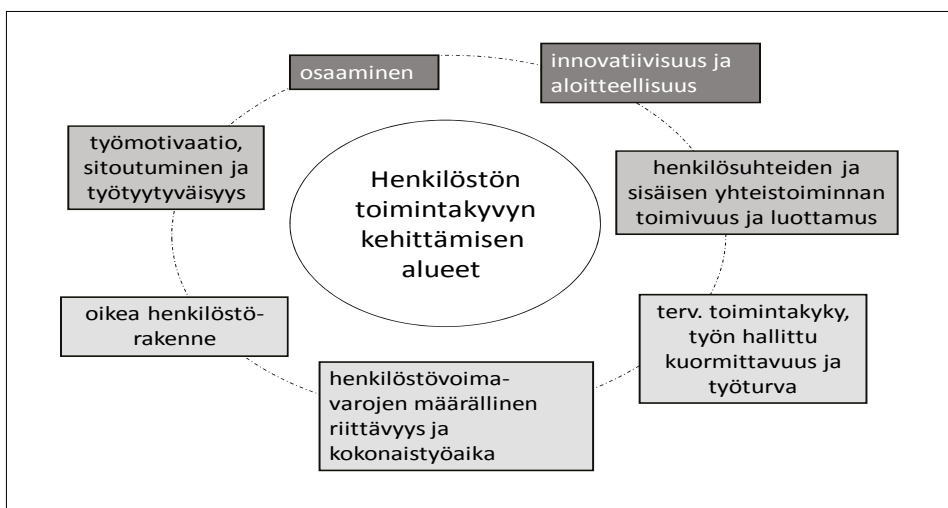 osaaminen
innovatiivisuus ja
aloitteellisuus
työmotivaatio,
sitoutuminen ja
työtyytyväisyys
Henkilöstön
toimintakyvyn
kehittämisen
alueet
henkilösuhteiden ja
sisäisen yhteistoiminnan
toimivuus ja luottamus
oikea henkilöstö-
rakenne
terv. toimintakyky,
työn hallittu
kuormittavuus ja
työturva
henkilöstövoima-
varojen määrällinen
riittävyys ja
kokonaistyöaika